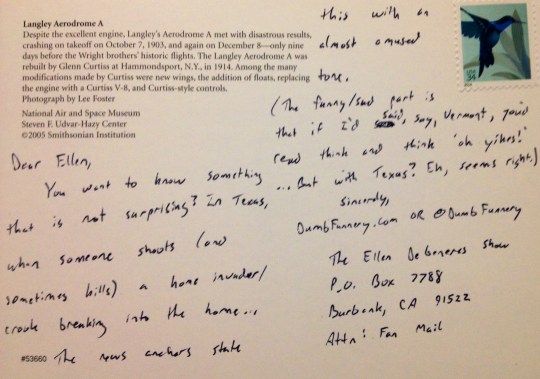 Langley Aerodrome A
Despite the excellent engine, Langley's Aerodrome A met with disastrous results,
crashing on takeoff on October 7, 1903, and again on December 8—only nine
days before the Wright brothers' historic flights. The Langley Aerodrome A was
rebuilt by Glenn Curtiss at Hammondsport, N.Y., in 1914. Among the many
modifications made by Curtiss were new wings, the addition of floats, replacing
the engine with a Curtiss V-8, and Curtiss-style controls.
Photograph by Lee Foster
National Air and Space Museum
Steven F. Udvar-Hazy Center
©2005 Smithsonian Institution
Dear Ellen,
You want to know something
that is not surprising? In Texas,
when someone shoots (and
sometimes kills) a home invader/
crook breaking into the home...
The news anchors state
#53660
this with an
almost amused
tone.
(The funny/sad part is
that if I'd said, say, Vermont, you'd
read think and think 'oh yikes!'
... But with Texas? Eh, seems right.)
Sincerely,
DumbFunnery.com OR @DumbFunnery
The Ellen DeGeneres Show
P.O. Box 7788
Burbank, CA 91522
Attn: Fan Mail
USA
34